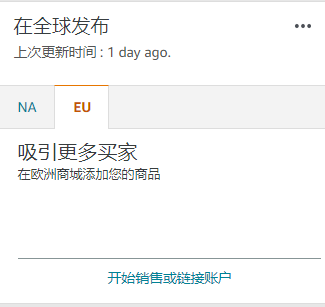 在全球发布
上次更新时间 : 1 day ago.
NA
EU
吸引更多买家
在欧洲商城添加您的商品
开始销售或链接账户